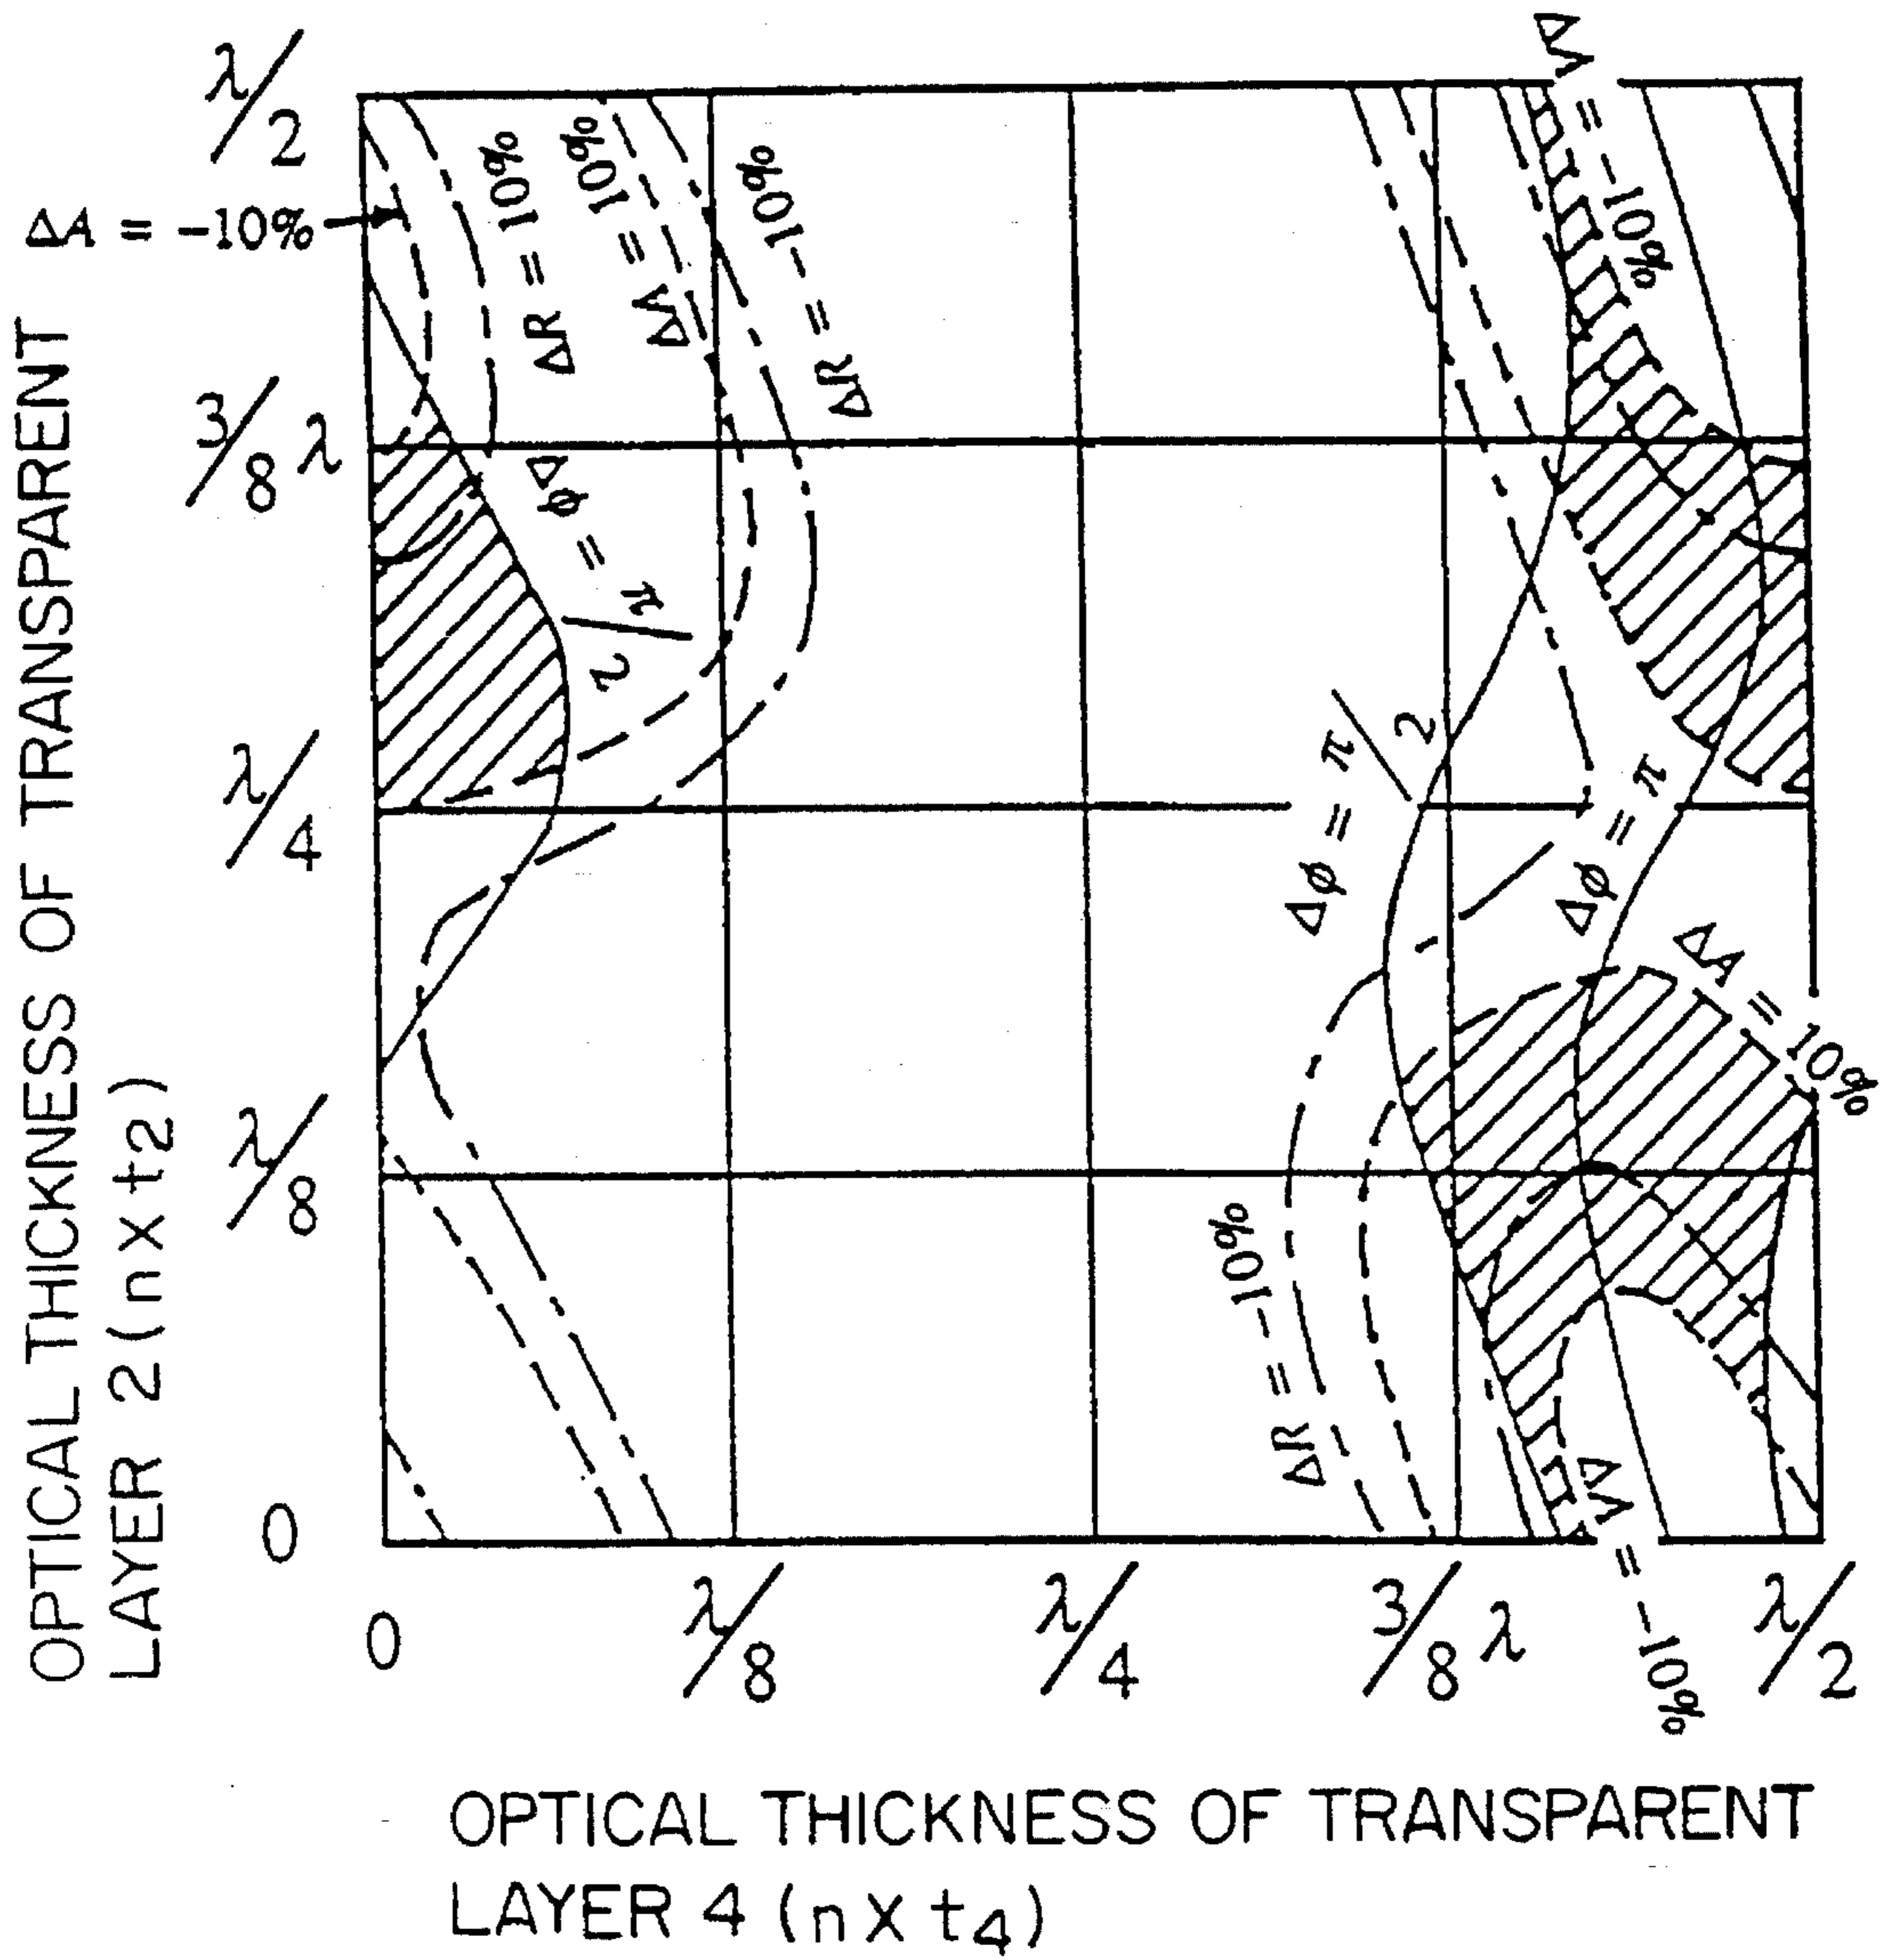 OPTICAL THICKNESS OF TRANSPARENT
LAYER 2 (n x t2)
λ/2
3/8 λ
λ/4
λ/8
0
ΔA = -10%
ΔR = 10%
ΔA = 10%
ΔR = -10%
Δφ = π/2
Δφ = π/2
Δφ = π
ΔA = -10%
ΔA = 10%
ΔR = -10%
ΔA = -10%
0
λ/8
λ/4
3/8 λ
λ/2
OPTICAL THICKNESS OF TRANSPARENT
LAYER 4 (n x t4)